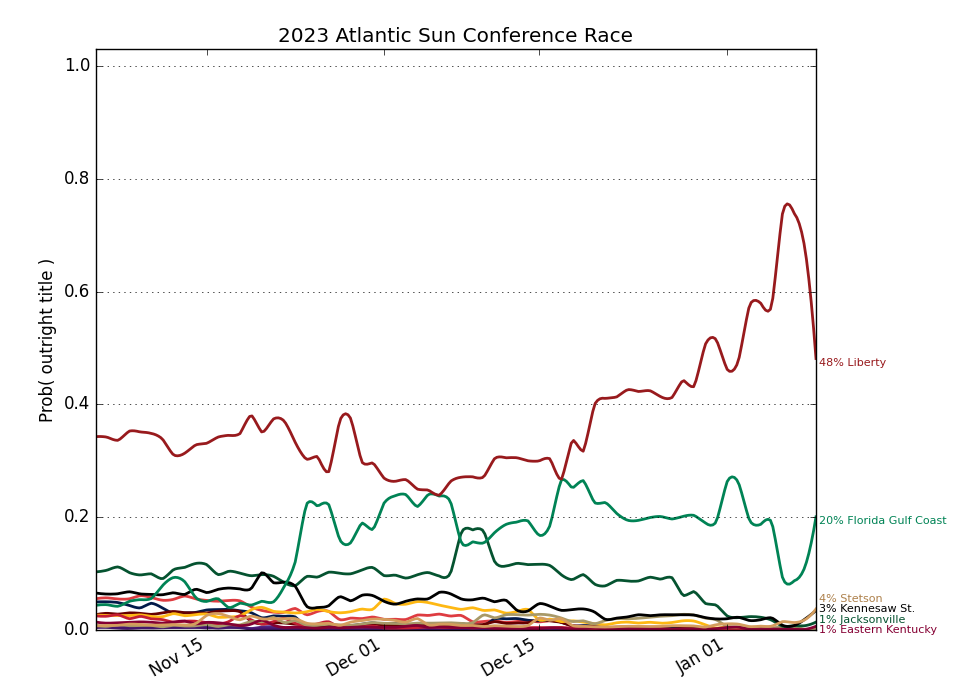 2023 Atlantic Sun Conference Race
Prob( outright title )
1.0
0.8
0.6
0.4
0.2
0.0
Nov 15
Dec 01
Dec 15
Jan 01
48% Liberty
20% Florida Gulf Coast
4% Stetson
3% Kennesaw St.
1% Jacksonville
1% Eastern Kentucky